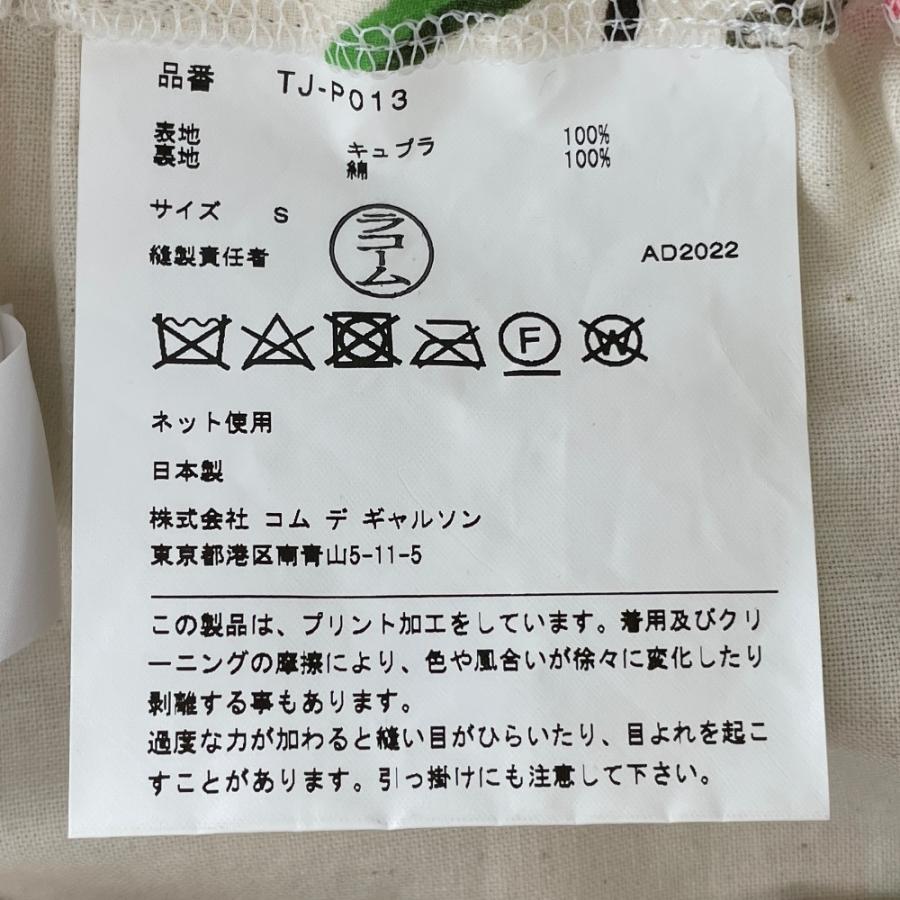 品番 TJ-P013
表地 キュプラ 100%
裏地 綿 100%
サイズ S
縫製責任者 ラコーム AD2022
F W
ネット使用
日本製
株式会社 コム デ ギャルソン
東京都港区南青山5-11-5
この製品は、プリント加工をしています。着用及びクリ
ーニングの摩擦により、色や風合いが徐々に変化したり
剥離する事もあります。
過度な力が加わると縫い目がひらいたり、目よれを起こ
すことがあります。引っ掛けにも注意して下さい。